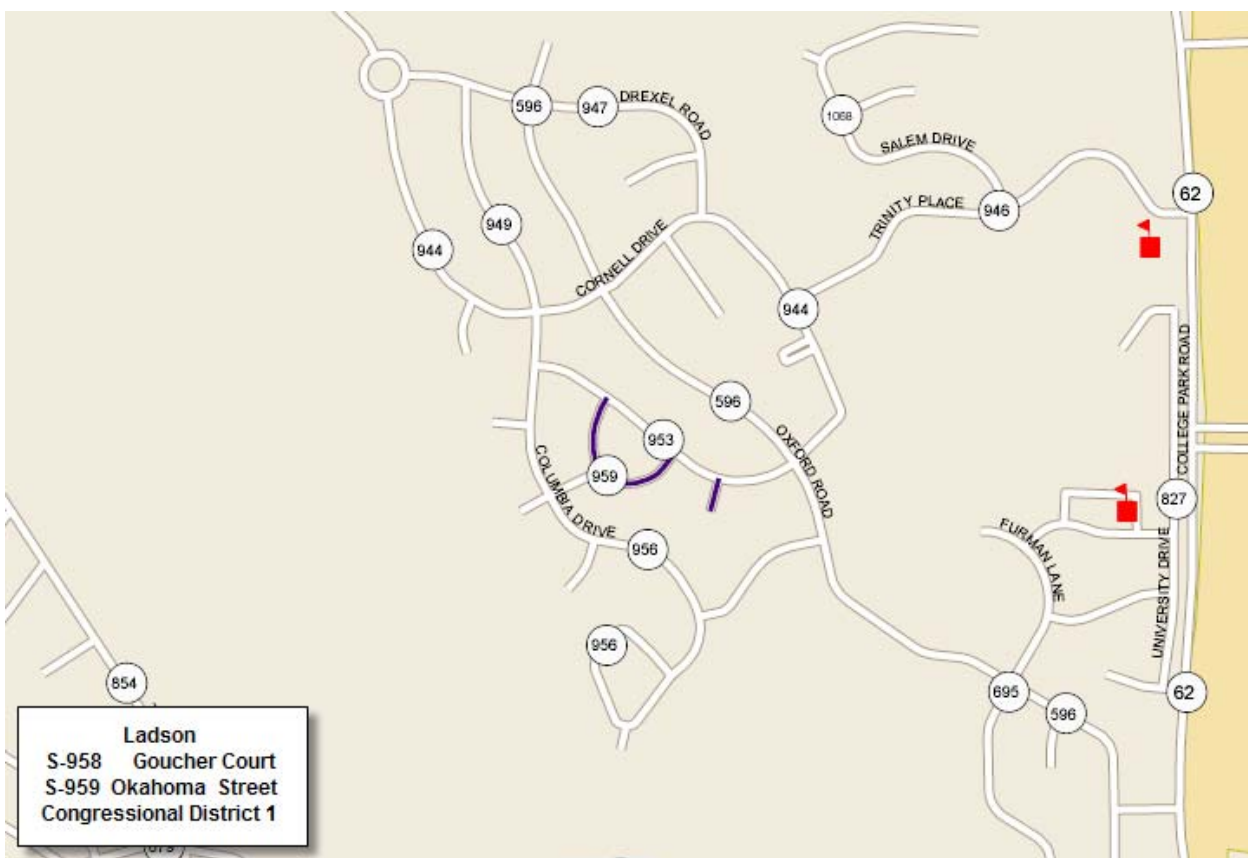 596
947
DREXEL ROAD
1068
SALEM DRIVE
62
TRINITY PLACE
946
949
944
CORNELL DRIVE
944
COLLEGE PARK ROAD
596
953
OXFORD ROAD
959
COLUMBIA DRIVE
827
FURMAN LANE
956
UNIVERSITY DRIVE
956
854
695
62
596
Ladson
S-958 Goucher Court
S-959 Okahoma Street
Congressional District 1